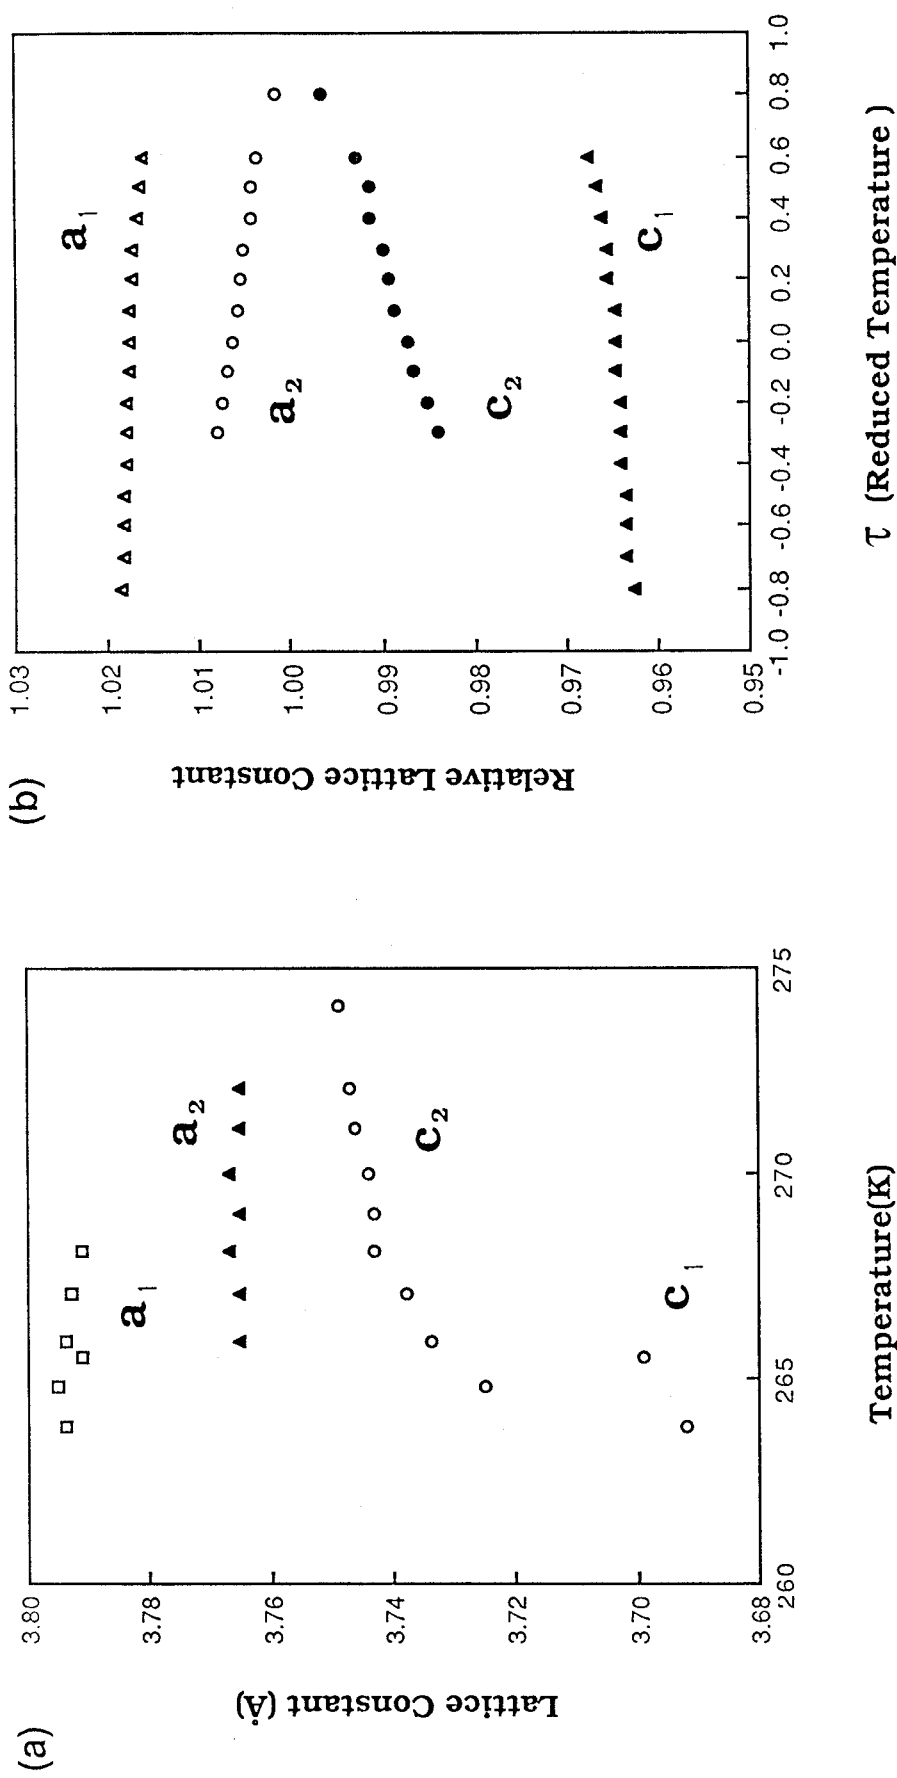 (a)
Lattice Constant (Å)
3.80
3.78
3.76
3.74
3.72
3.70
3.68
a1
a2
c2
c1
260
265
270
275
Temperature(K)
(b)
Relative Lattice Constant
1.03
1.02
1.01
1.00
0.99
0.98
0.97
0.96
0.95
a1
a2
c2
c1
-1.0
-0.8
-0.6
-0.4
-0.2
0.0
0.2
0.4
0.6
0.8
1.0
τ (Reduced Temperature)